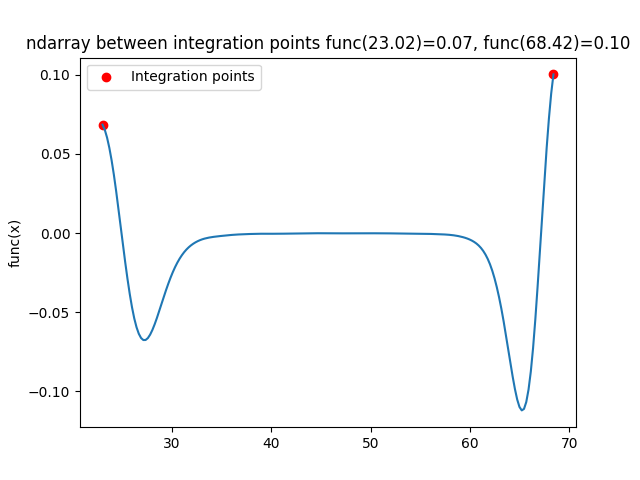 ndarray between integration points func(23.02)=0.07, func(68.42)=0.10
Integration points
func(x)
0.10
0.05
0.00
−0.05
−0.10
30 40 50 60 70